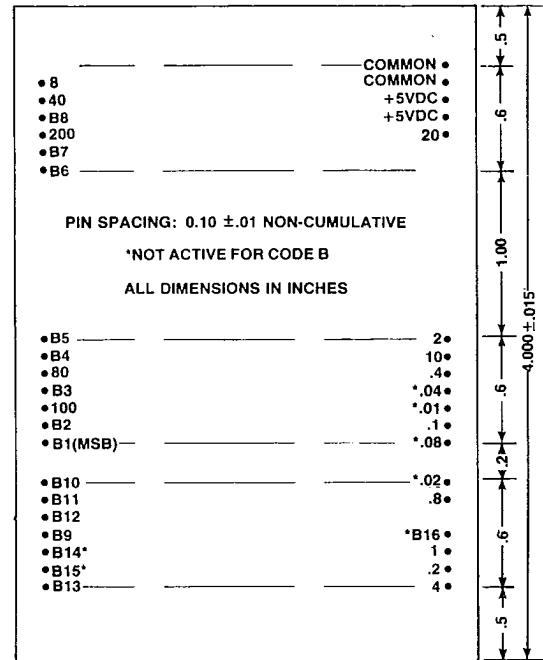 COMMON
• 8 COMMON
• 40 +5VDC
• B8 +5VDC
• 200 20
• B7
• B6
PIN SPACING: 0.10 ±.01 NON-CUMULATIVE
*NOT ACTIVE FOR CODE B
ALL DIMENSIONS IN INCHES
• B5 2
• B4 10
• 80 .4
• B3 *.04
• 100 *.01
• B2 .1
• B1(MSB) *.08
• B10 *.02
• B11 .8
• B12
• B9 *B16
• B14* 1
• B15* .2
• B13 4
.5
.6
1.00
.6
.2
.6
.5
4.000±.015